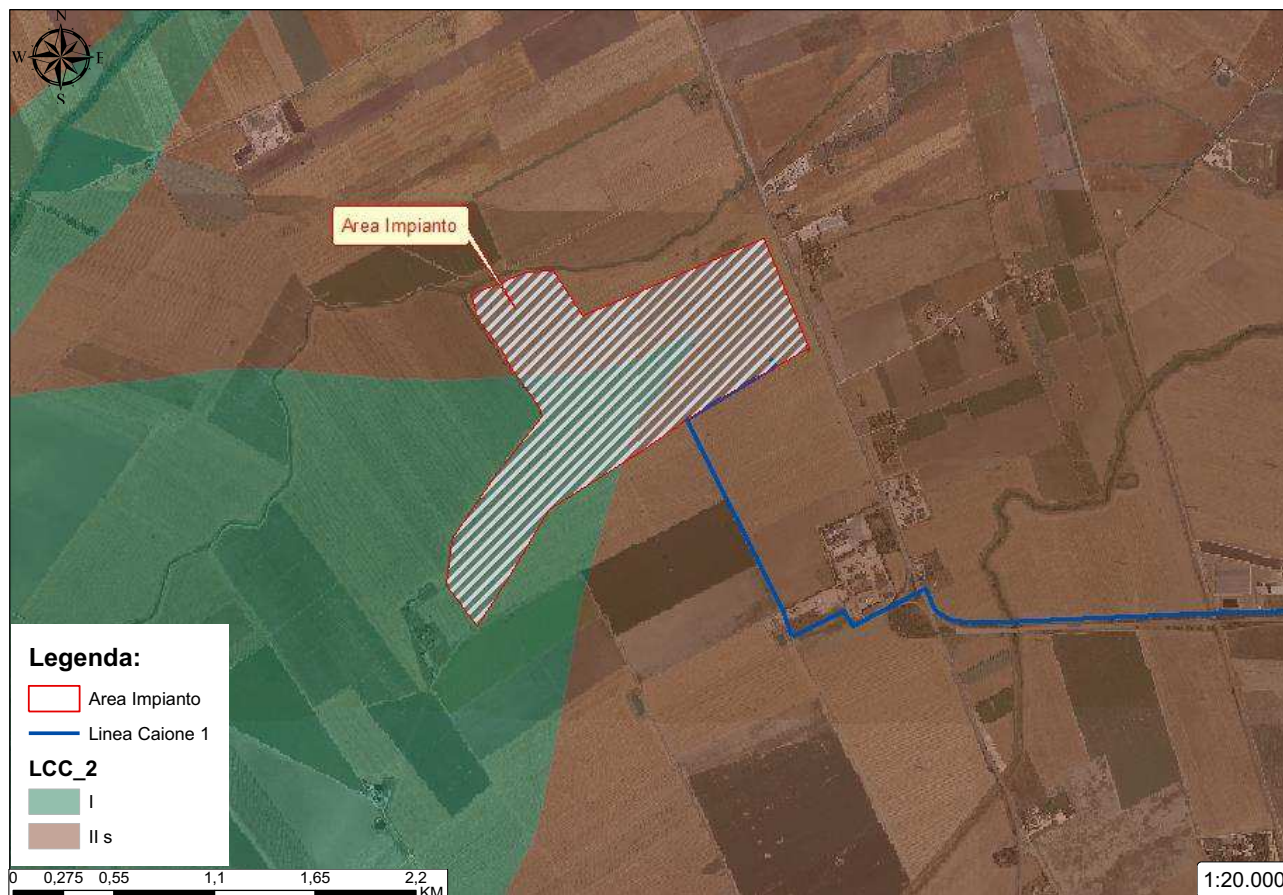 N
W E
S
Area Impianto
Legenda:
Area Impianto
Linea Caione 1
LCC_2
I
II s
0 0,275 0,55 1,1 1,65 2,2
KM
1:20.000